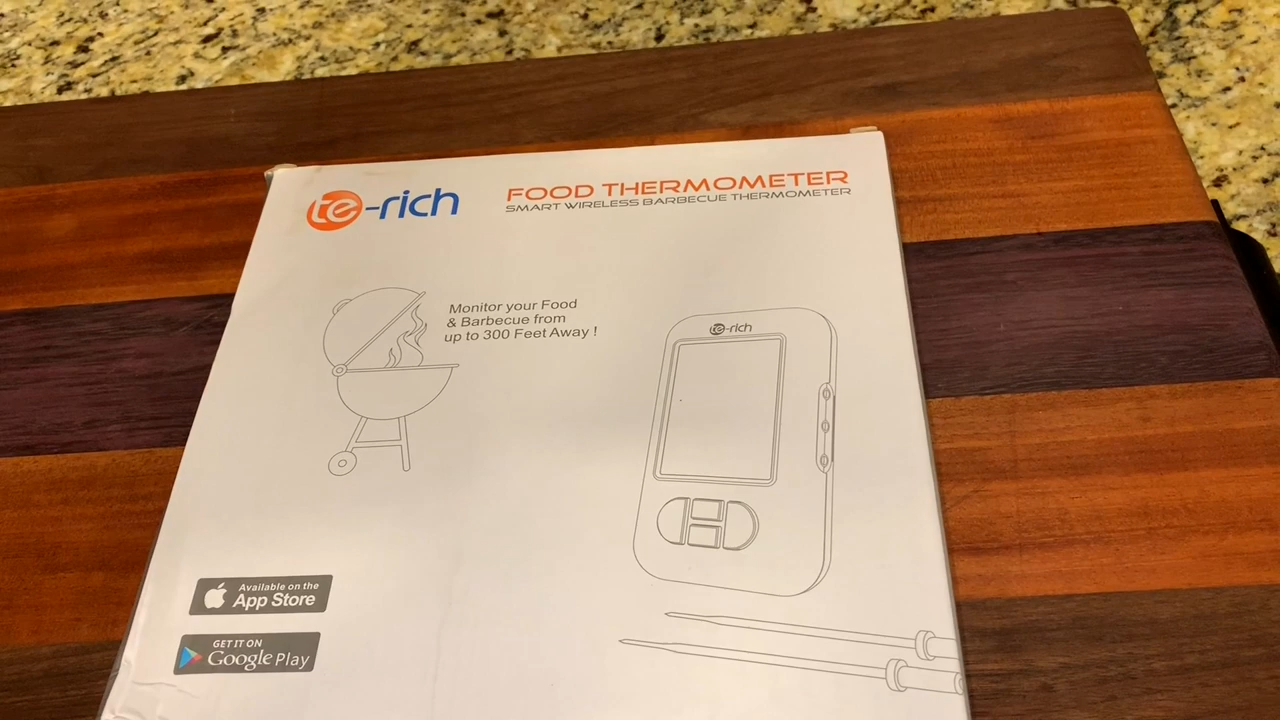 te-rich
FOOD THERMOMETER
SMART WIRELESS BARBECUE THERMOMETER
Monitor your Food
& Barbecue from
up to 300 Feet Away !
te-rich
Available on the
App Store
GET IT ON
Google Play